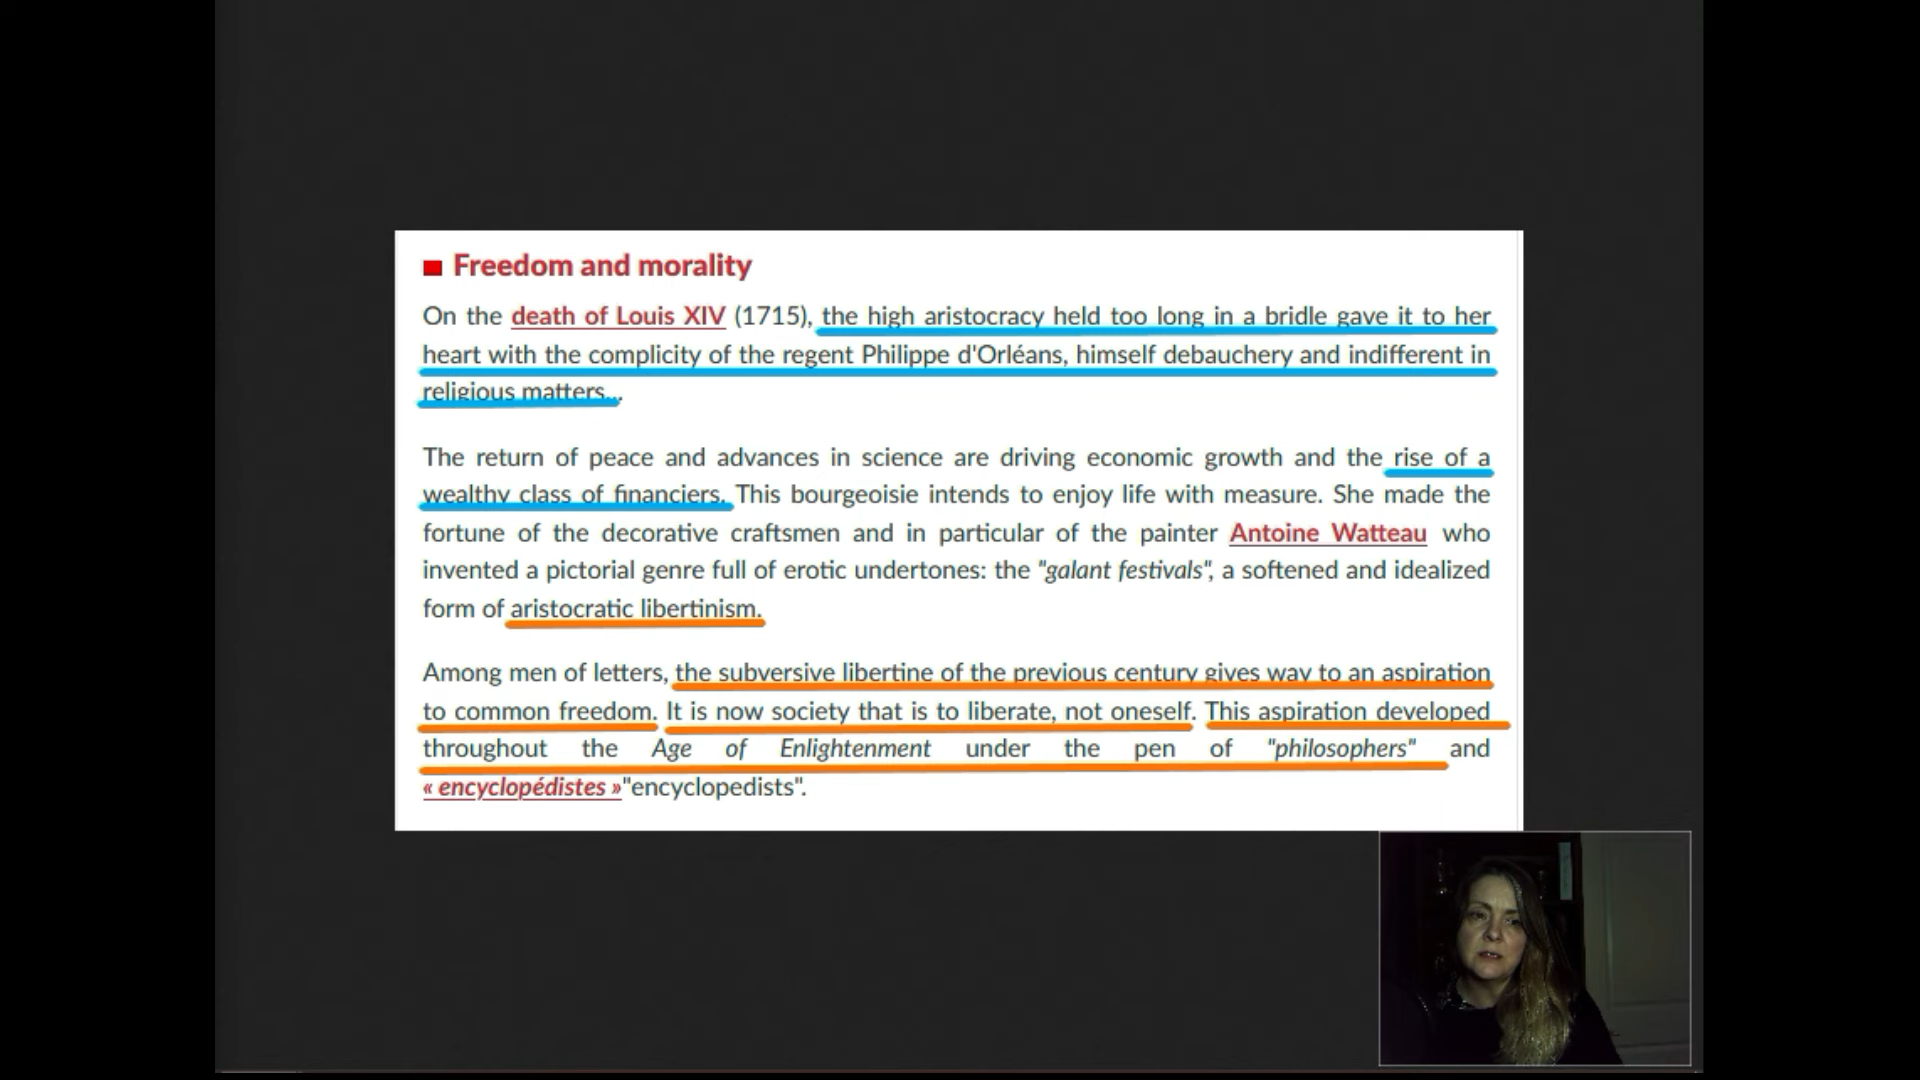 Freedom and morality
On the death of Louis XIV (1715), the high aristocracy held too long in a bridle gave it to her
heart with the complicity of the regent Philippe d'Orléans, himself debauchery and indifferent in
religious matters...
The return of peace and advances in science are driving economic growth and the rise of a
wealthy class of financiers. This bourgeoisie intends to enjoy life with measure. She made the
fortune of the decorative craftsmen and in particular of the painter Antoine Watteau who
invented a pictorial genre full of erotic undertones: the "galant festivals", a softened and idealized
form of aristocratic libertinism.
Among men of letters, the subversive libertine of the previous century gives way to an aspiration
to common freedom. It is now society that is to liberate, not oneself. This aspiration developed
throughout the Age of Enlightenment under the pen of "philosophers" and
« encyclopédistes »"encyclopedists".